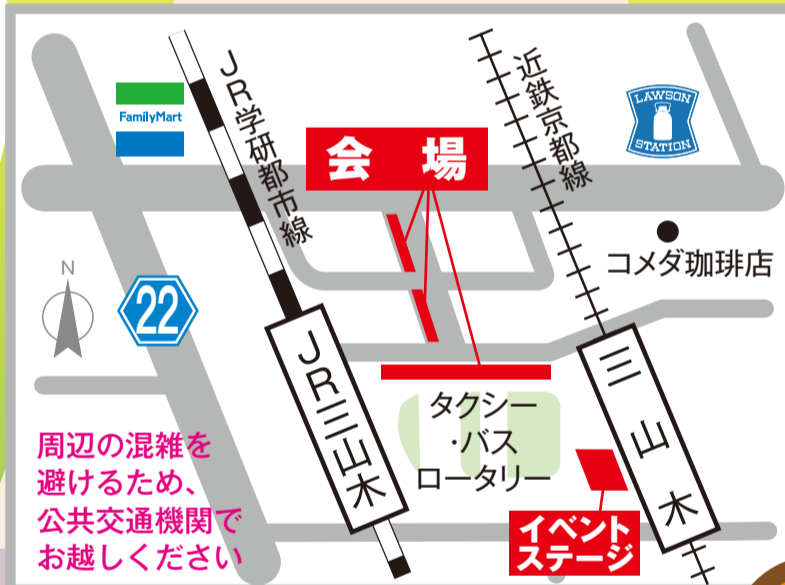 FamilyMart
JR学研都市線
会場
近鉄京都線
LAWSON
STATION
コメダ珈琲店
N
22
JR三山木
三山木
タクシー
・バス
ロータリー
イベント
ステージ
周辺の混雑を
避けるため、
公共交通機関で
お越しください